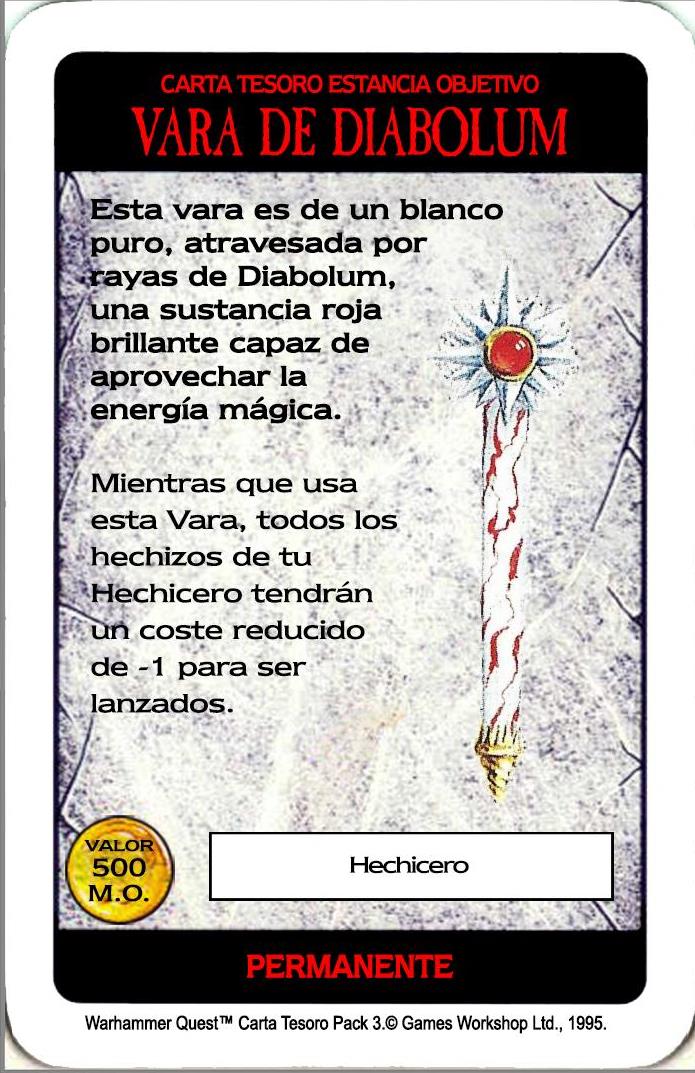 CARTA TESORO ESTANCIA OBJETIVO
VARA DE DIABOLUM
Esta vara es de un blanco
puro, atravesada por
rayas de Diabolum,
una sustancia roja
brillante capaz de
aprovechar la
energía mágica.
Mientras que usa
esta Vara, todos los
hechizos de tu
Hechicero tendrán
un coste reducido
de -1 para ser
lanzados.
VALOR
500
M.O.
Hechicero
PERMANENTE
Warhammer Quest™ Carta Tesoro Pack 3.© Games Workshop Ltd., 1995.